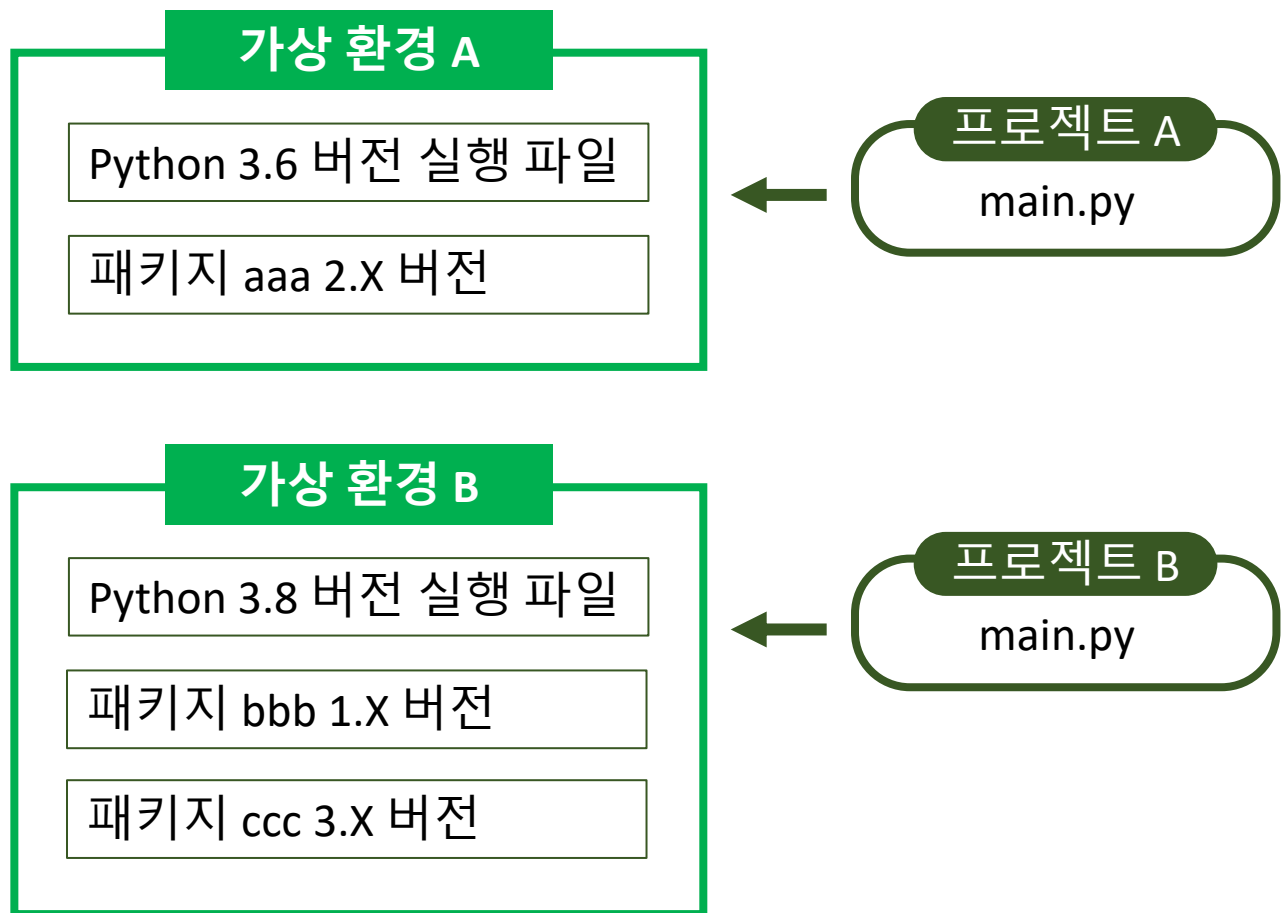 가상 환경 A
Python 3.6 버전 실행 파일
패키지 aaa 2.X 버전
프로젝트 A
main.py
가상 환경 B
Python 3.8 버전 실행 파일
패키지 bbb 1.X 버전
패키지 ccc 3.X 버전
프로젝트 B
main.py